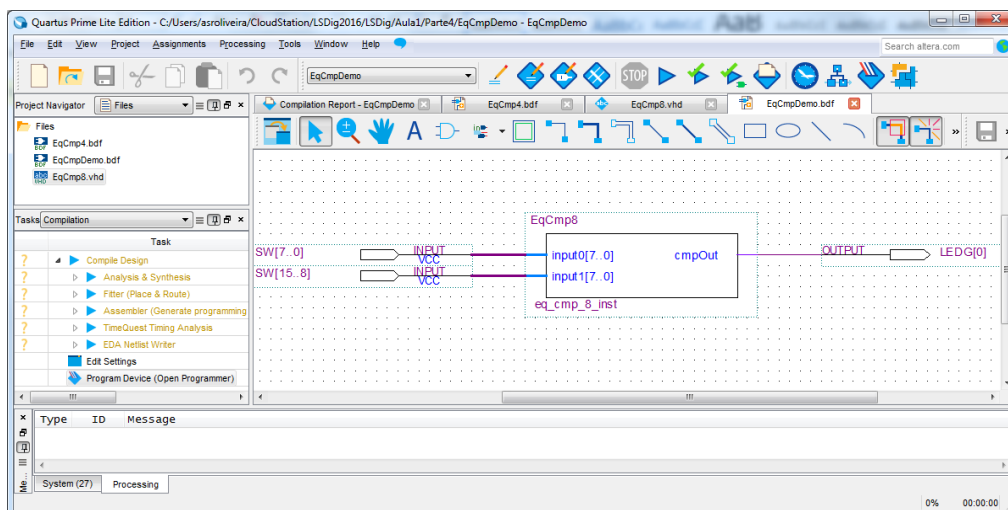 Quartus Prime Lite Edition - C:/Users/asroliveira/CloudStation/LSDig2016/LSDig/Aula1/Parte4/EqCmpDemo - EqCmpDemo
File Edit View Project Assignments Processing Tools Window Help
Search altera.com
EqCmpDemo
STOP
Project Navigator Files
Compilation Report - EqCmpDemo EqCmp4.bdf EqCmp8.vhd EqCmpDemo.bdf
Files
EqCmp4.bdf
EqCmpDemo.bdf
EqCmp8.vhd
Tasks Compilation
Task
Compile Design
Analysis & Synthesis
Fitter (Place & Route)
Assembler (Generate programming
TimeQuest Timing Analysis
EDA Netlist Writer
Edit Settings
Program Device (Open Programmer)
EqCmp8
SW[7..0] INPUT VCC input0[7..0] cmpOut OUTPUT LEDG[0]
SW[15..8] INPUT VCC input1[7..0]
eq_cmp_8_inst
Type ID Message
Me...
System (27) Processing
0% 00:00:00